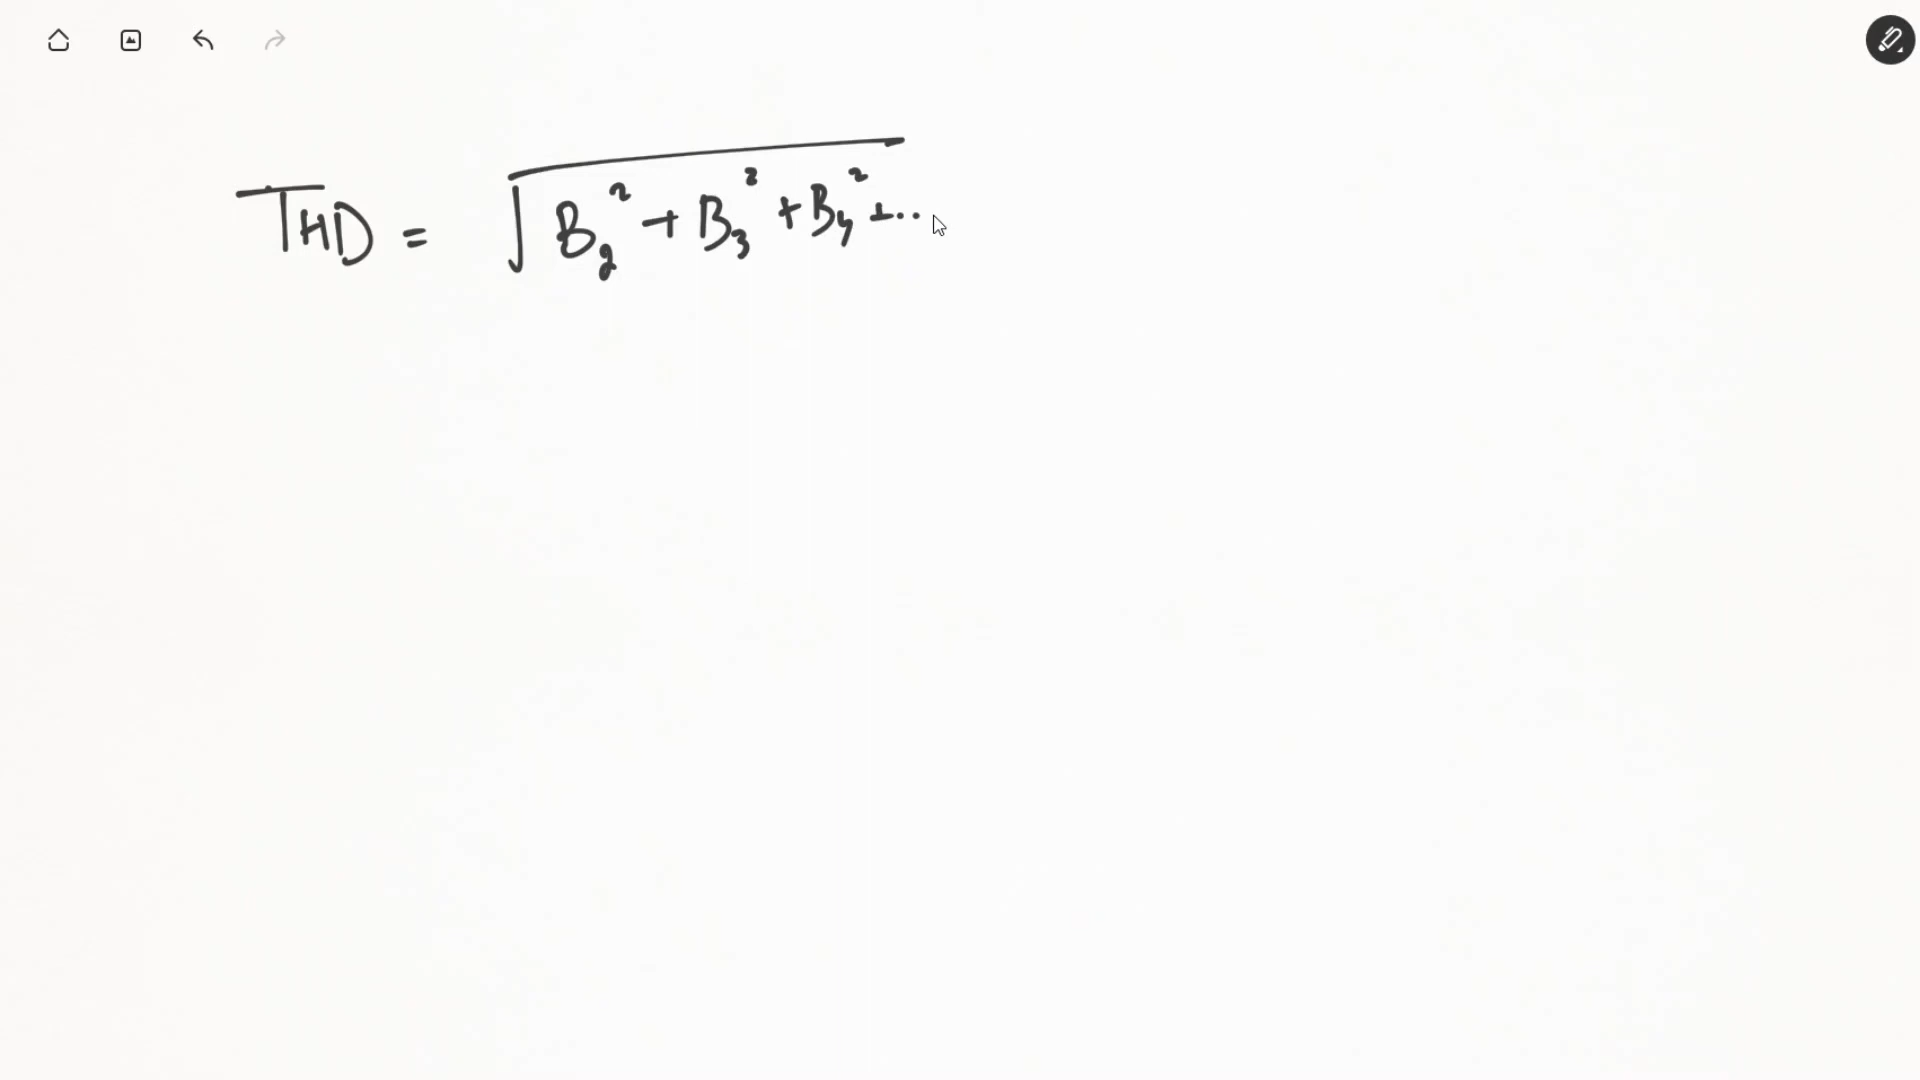 THD = √B₂² + B₃² + B₄² + ..